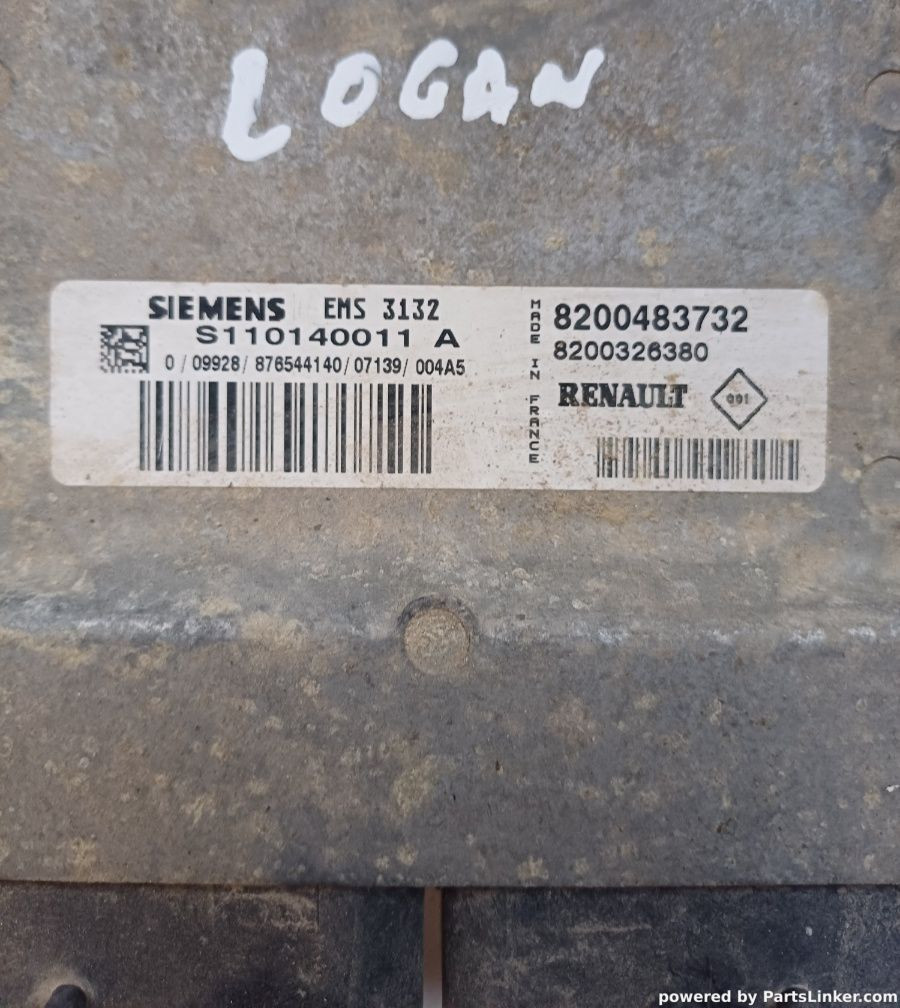 LOGAN
SIEMENS EMS 3132
S110140011 A
0 / 09928 / 876544140 / 07139 / 004A5
MADE IN FRANCE
8200483732
8200326380
RENAULT 001
powered by PartsLinker.com